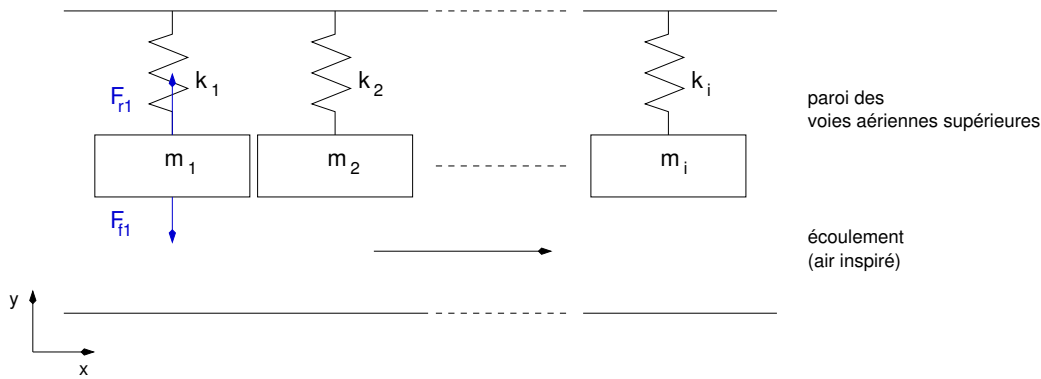 k 1
k 2
k i
F r1
m 1
m 2
m i
F f1
paroi des
voies aériennes supérieures
écoulement
(air inspiré)
y
x